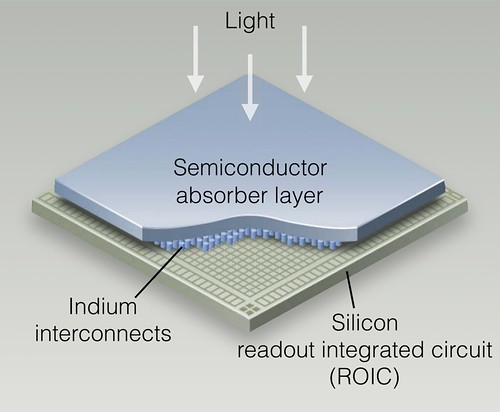 Light
Semiconductor
absorber layer
Indium
interconnects
Silicon
readout integrated circuit
(ROIC)